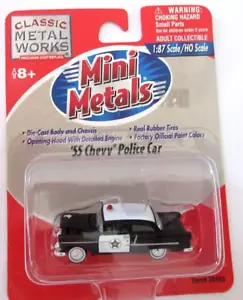 CLASSIC
METAL
WORKS
8+
Mini
Metals
WARNING:
CHOKING HAZARD
Small Parts
ADULT COLLECTIBLE
1:87 Scale/HO Scale
•Die-Cast Body and Chassis
•Opening Hood With Detailed Engine
•Real Rubber Tires
•Factory Official Paint Colors
'55 Chevy Police Car